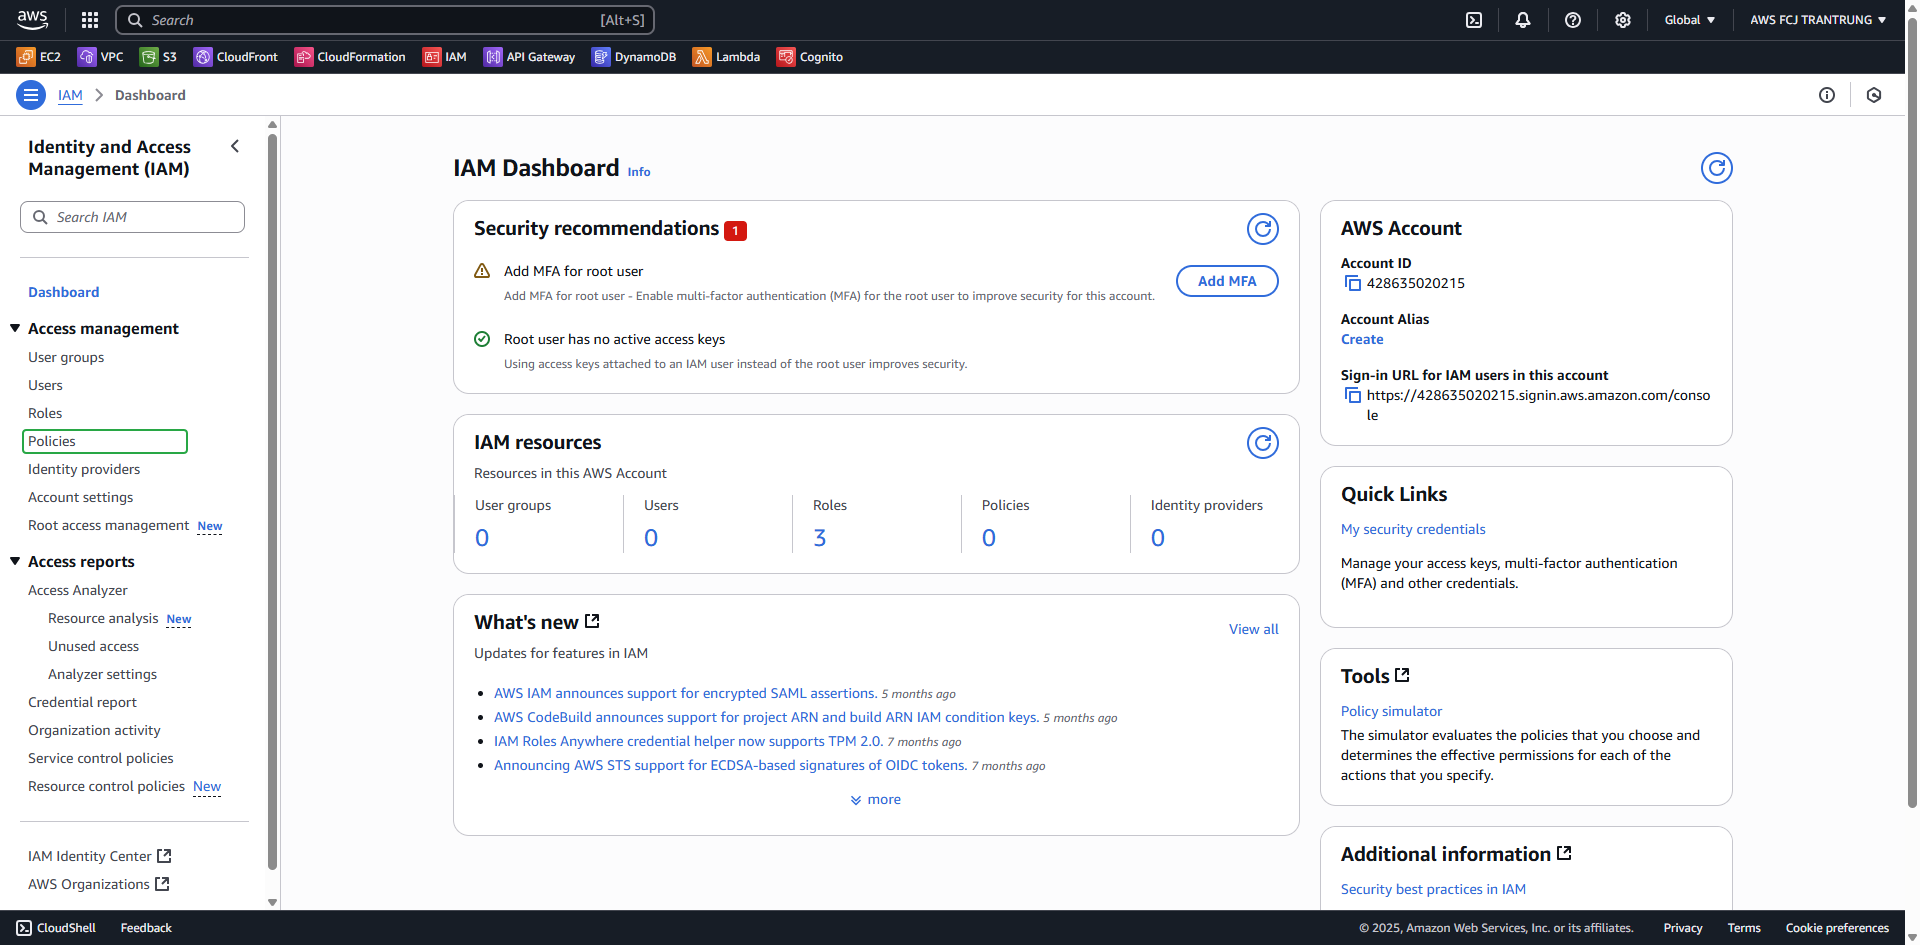 aws
Search
[Alt+S]
Global
AWS FCJ TRANTRUNG
EC2
VPC
S3
CloudFront
CloudFormation
IAM
API Gateway
DynamoDB
Lambda
Cognito
IAM
Dashboard
Identity and Access
Management (IAM)
Search IAM
Dashboard
Access management
User groups
Users
Roles
Policies
Identity providers
Account settings
Root access management New
Access reports
Access Analyzer
Resource analysis New
Unused access
Analyzer settings
Credential report
Organization activity
Service control policies
Resource control policies New
IAM Identity Center
AWS Organizations
IAM Dashboard Info
Security recommendations 1
Add MFA for root user
Add MFA for root user - Enable multi-factor authentication (MFA) for the root user to improve security for this account.
Add MFA
Root user has no active access keys
Using access keys attached to an IAM user instead of the root user improves security.
IAM resources
Resources in this AWS Account
User groups
0
Users
0
Roles
3
Policies
0
Identity providers
0
What's new
View all
Updates for features in IAM
AWS IAM announces support for encrypted SAML assertions. 5 months ago
AWS CodeBuild announces support for project ARN and build ARN IAM condition keys. 5 months ago
IAM Roles Anywhere credential helper now supports TPM 2.0. 7 months ago
Announcing AWS STS support for ECDSA-based signatures of OIDC tokens. 7 months ago
more
AWS Account
Account ID
428635020215
Account Alias
Create
Sign-in URL for IAM users in this account
https://428635020215.signin.aws.amazon.com/conso
le
Quick Links
My security credentials
Manage your access keys, multi-factor authentication
(MFA) and other credentials.
Tools
Policy simulator
The simulator evaluates the policies that you choose and
determines the effective permissions for each of the
actions that you specify.
Additional information
Security best practices in IAM
CloudShell
Feedback
© 2025, Amazon Web Services, Inc. or its affiliates.
Privacy
Terms
Cookie preferences